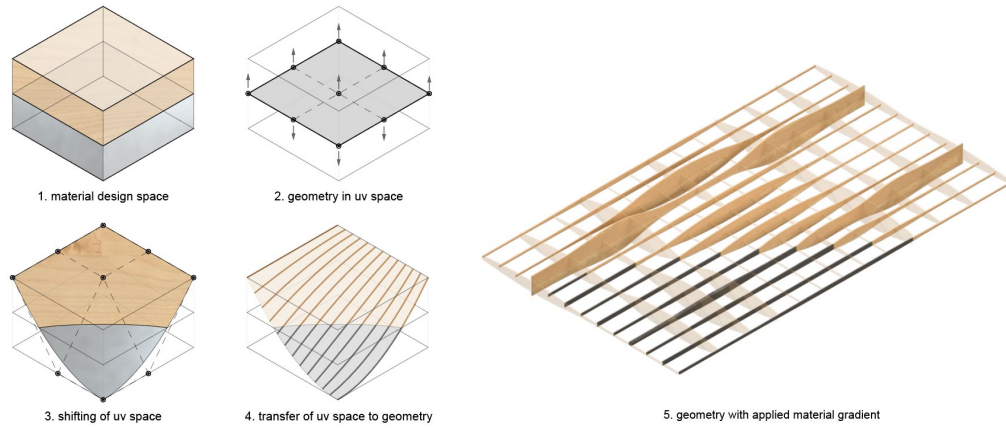 1. material design space
2. geometry in uv space
3. shifting of uv space
4. transfer of uv space to geometry
5. geometry with applied material gradient